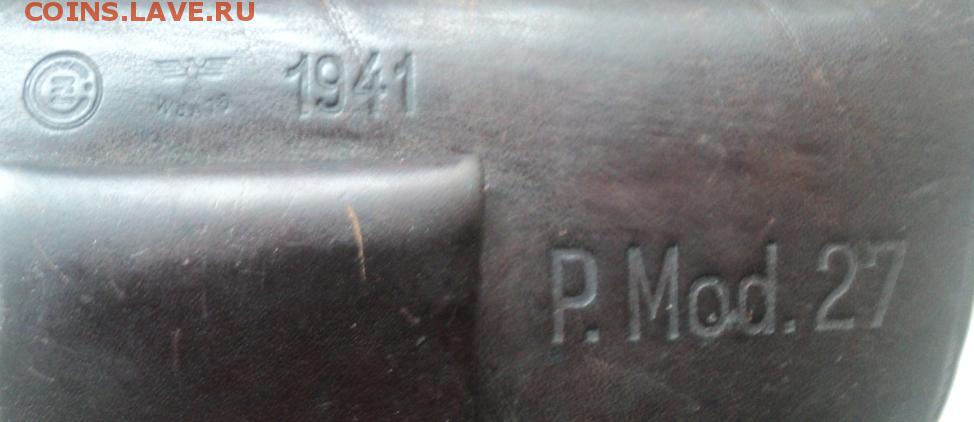 COINS.LAVE.RU
1941
P. Mod. 27